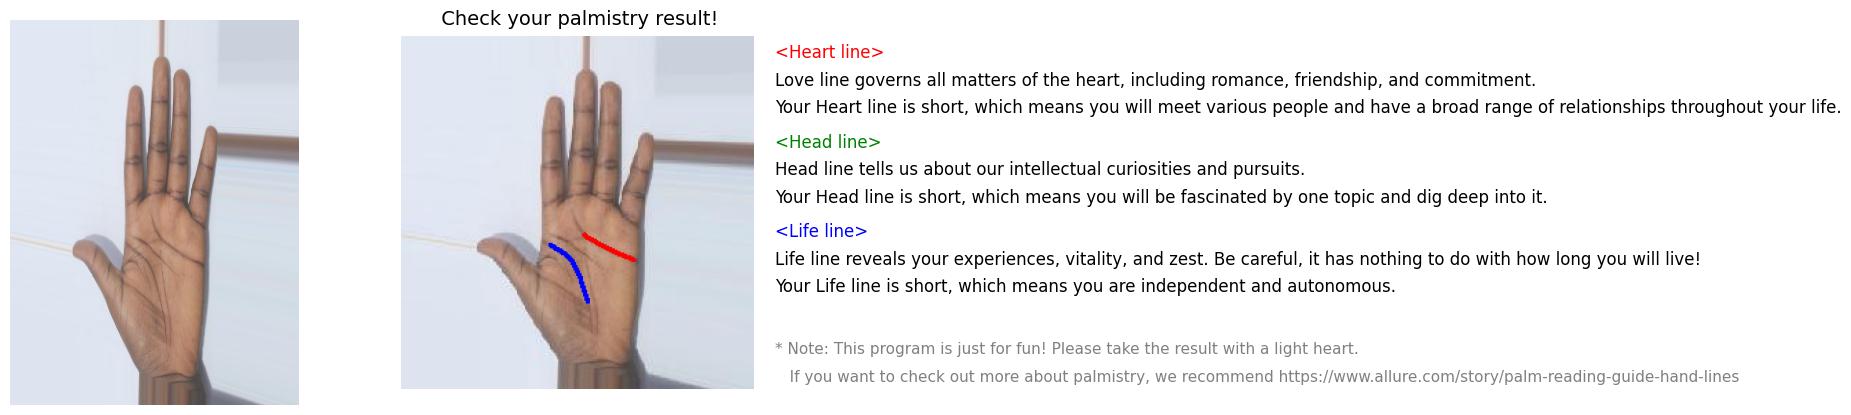 Check your palmistry result!
<Heart line>
Love line governs all matters of the heart, including romance, friendship, and commitment.
Your Heart line is short, which means you will meet various people and have a broad range of relationships throughout your life.
<Head line>
Head line tells us about our intellectual curiosities and pursuits.
Your Head line is short, which means you will be fascinated by one topic and dig deep into it.
<Life line>
Life line reveals your experiences, vitality, and zest. Be careful, it has nothing to do with how long you will live!
Your Life line is short, which means you are independent and autonomous.
* Note: This program is just for fun! Please take the result with a light heart.
If you want to check out more about palmistry, we recommend https://www.allure.com/story/palm-reading-guide-hand-lines